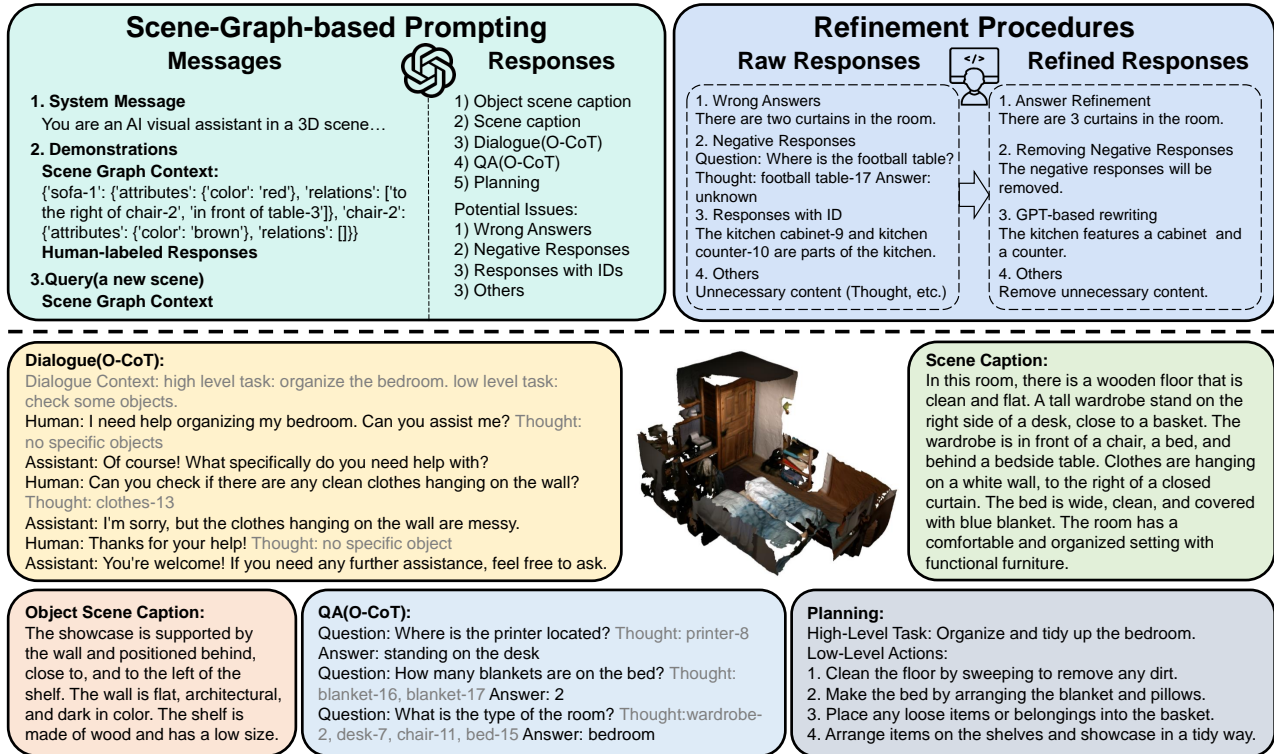 Scene-Graph-based Prompting
Messages
Responses
1. System Message
You are an AI visual assistant in a 3D scene…
2. Demonstrations
Scene Graph Context:
{'sofa-1': {'attributes': {'color': 'red'}, 'relations': ['to
the right of chair-2', 'in front of table-3']}, 'chair-2':
{'attributes': {'color': 'brown'}, 'relations': []}}
Human-labeled Responses
3.Query(a new scene)
Scene Graph Context
1) Object scene caption
2) Scene caption
3) Dialogue(O-CoT)
4) QA(O-CoT)
5) Planning
Potential Issues:
1) Wrong Answers
2) Negative Responses
3) Responses with IDs
3) Others
Refinement Procedures
Raw Responses
</>
Refined Responses
1. Wrong Answers
There are two curtains in the room.
2. Negative Responses
Question: Where is the football table?
Thought: football table-17 Answer:
unknown
3. Responses with ID
The kitchen cabinet-9 and kitchen
counter-10 are parts of the kitchen.
4. Others
Unnecessary content (Thought, etc.)
1. Answer Refinement
There are 3 curtains in the room.
2. Removing Negative Responses
The negative responses will be
removed.
3. GPT-based rewriting
The kitchen features a cabinet and
a counter.
4. Others
Remove unnecessary content.
Dialogue(O-CoT):
Dialogue Context: high level task: organize the bedroom. low level task:
check some objects.
Human: I need help organizing my bedroom. Can you assist me? Thought:
no specific objects
Assistant: Of course! What specifically do you need help with?
Human: Can you check if there are any clean clothes hanging on the wall?
Thought: clothes-13
Assistant: I'm sorry, but the clothes hanging on the wall are messy.
Human: Thanks for your help! Thought: no specific object
Assistant: You're welcome! If you need any further assistance, feel free to ask.
Scene Caption:
In this room, there is a wooden floor that is
clean and flat. A tall wardrobe stand on the
right side of a desk, close to a basket. The
wardrobe is in front of a chair, a bed, and
behind a bedside table. Clothes are hanging
on a white wall, to the right of a closed
curtain. The bed is wide, clean, and covered
with blue blanket. The room has a
comfortable and organized setting with
functional furniture.
Object Scene Caption:
The showcase is supported by
the wall and positioned behind,
close to, and to the left of the
shelf. The wall is flat, architectural,
and dark in color. The shelf is
made of wood and has a low size.
QA(O-CoT):
Question: Where is the printer located? Thought: printer-8
Answer: standing on the desk
Question: How many blankets are on the bed? Thought:
blanket-16, blanket-17 Answer: 2
Question: What is the type of the room? Thought:wardrobe-
2, desk-7, chair-11, bed-15 Answer: bedroom
Planning:
High-Level Task: Organize and tidy up the bedroom.
Low-Level Actions:
1. Clean the floor by sweeping to remove any dirt.
2. Make the bed by arranging the blanket and pillows.
3. Place any loose items or belongings into the basket.
4. Arrange items on the shelves and showcase in a tidy way.